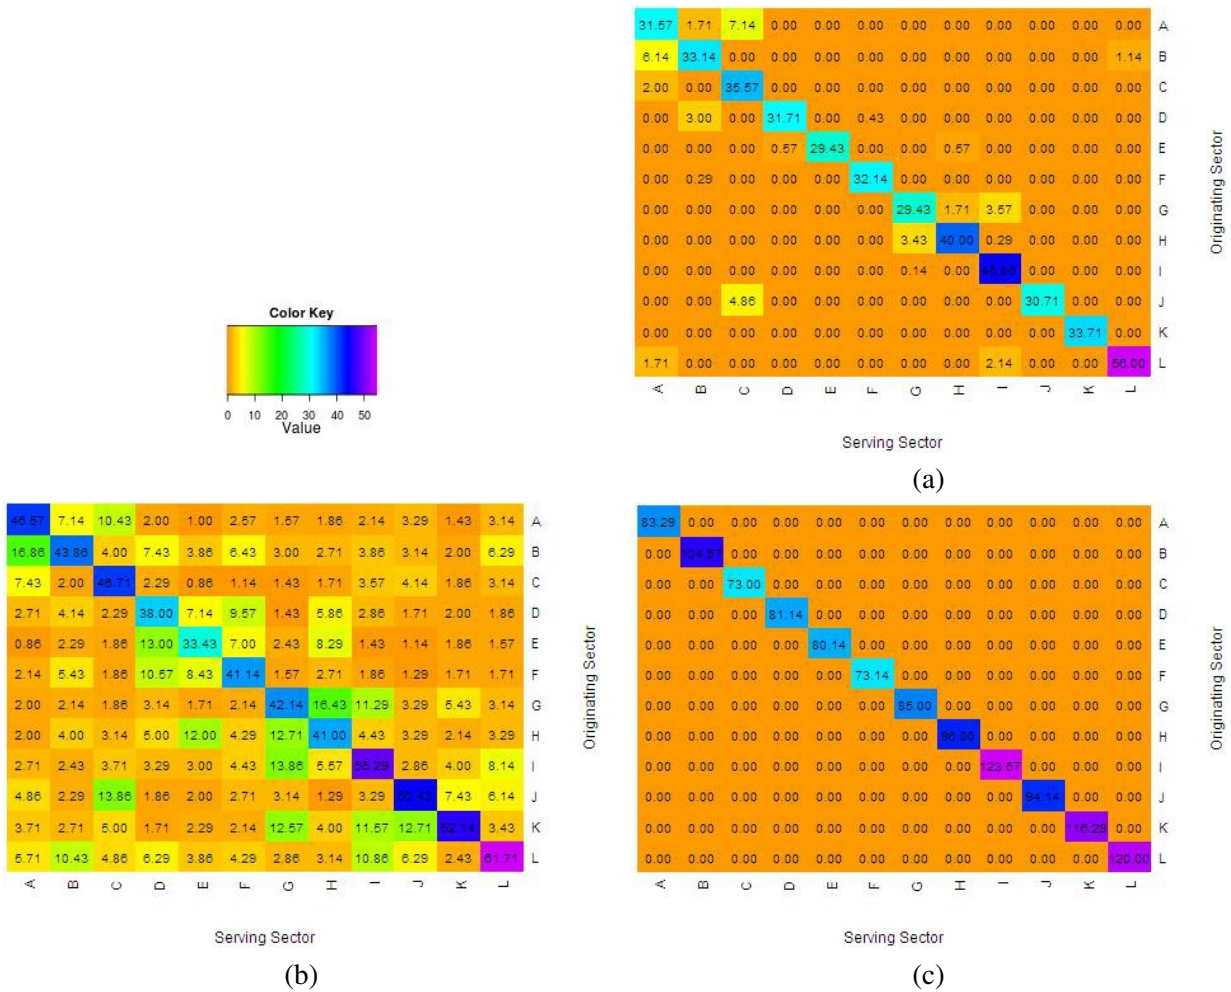 31.57 1.71 7.14 0.00 0.00 0.00 0.00 0.00 0.00 0.00 0.00 0.00 A
6.14 33.14 0.00 0.00 0.00 0.00 0.00 0.00 0.00 0.00 0.00 1.14 B
2.00 0.00 35.57 0.00 0.00 0.00 0.00 0.00 0.00 0.00 0.00 0.00 C
0.00 3.00 0.00 31.71 0.00 0.43 0.00 0.00 0.00 0.00 0.00 0.00 D
0.00 0.00 0.00 0.57 29.43 0.00 0.00 0.57 0.00 0.00 0.00 0.00 E
0.00 0.29 0.00 0.00 0.00 32.14 0.00 0.00 0.00 0.00 0.00 0.00 F
0.00 0.00 0.00 0.00 0.00 0.00 29.43 1.71 3.57 0.00 0.00 0.00 G
0.00 0.00 0.00 0.00 0.00 0.00 3.43 40.00 0.29 0.00 0.00 0.00 H
0.00 0.00 0.00 0.00 0.00 0.00 0.14 0.00 0.00 0.00 0.00 I
0.00 0.00 4.86 0.00 0.00 0.00 0.00 0.00 0.00 30.71 0.00 0.00 J
0.00 0.00 0.00 0.00 0.00 0.00 0.00 0.00 0.00 0.00 33.71 0.00 K
1.71 0.00 0.00 0.00 0.00 0.00 0.00 0.00 2.14 0.00 0.00 56.00 L
A B C D E F G H I J K L
Originating Sector
Serving Sector
(a)
Color Key
0 10 20 30 40 50
Value
46.57 7.14 10.43 2.00 1.00 2.57 1.57 1.86 2.14 3.29 1.43 3.14 A
16.86 43.86 4.00 7.43 3.86 6.43 3.00 2.71 3.86 3.14 2.00 6.29 B
7.43 2.00 46.71 2.29 0.86 1.14 1.43 1.71 3.57 4.14 1.86 3.14 C
2.71 4.14 2.29 38.00 7.14 9.57 1.43 5.86 2.86 1.71 2.00 1.86 D
0.86 2.29 1.86 13.00 33.43 7.00 2.43 8.29 1.43 1.14 1.86 1.57 E
2.14 5.43 1.86 10.57 8.43 41.14 1.57 2.71 1.86 1.29 1.71 1.71 F
2.00 2.14 1.86 3.14 1.71 2.14 42.14 16.43 11.29 3.29 5.43 3.14 G
2.00 4.00 3.14 5.00 12.00 4.29 12.71 41.00 4.43 3.29 2.14 3.29 H
2.71 2.43 3.71 3.29 3.00 4.43 13.86 5.57 55.29 2.86 4.00 8.14 I
4.86 2.29 13.86 1.86 2.00 2.71 3.14 1.29 3.29 7.43 6.14 J
3.71 2.71 5.00 1.71 2.29 2.14 12.57 4.00 11.57 12.71 52.14 3.43 K
5.71 10.43 4.86 6.29 3.86 4.29 2.86 3.14 10.86 6.29 2.43 61.71 L
A B C D E F G H I J K L
Originating Sector
Serving Sector
(b)
83.29 0.00 0.00 0.00 0.00 0.00 0.00 0.00 0.00 0.00 0.00 0.00 A
0.00 104.57 0.00 0.00 0.00 0.00 0.00 0.00 0.00 0.00 0.00 0.00 B
0.00 0.00 73.00 0.00 0.00 0.00 0.00 0.00 0.00 0.00 0.00 0.00 C
0.00 0.00 0.00 81.14 0.00 0.00 0.00 0.00 0.00 0.00 0.00 0.00 D
0.00 0.00 0.00 0.00 80.14 0.00 0.00 0.00 0.00 0.00 0.00 0.00 E
0.00 0.00 0.00 0.00 0.00 73.14 0.00 0.00 0.00 0.00 0.00 0.00 F
0.00 0.00 0.00 0.00 0.00 0.00 85.00 0.00 0.00 0.00 0.00 0.00 G
0.00 0.00 0.00 0.00 0.00 0.00 0.00 96.00 0.00 0.00 0.00 0.00 H
0.00 0.00 0.00 0.00 0.00 0.00 0.00 0.00 123.57 0.00 0.00 0.00 I
0.00 0.00 0.00 0.00 0.00 0.00 0.00 0.00 0.00 94.14 0.00 0.00 J
0.00 0.00 0.00 0.00 0.00 0.00 0.00 0.00 0.00 0.00 116.29 0.00 K
0.00 0.00 0.00 0.00 0.00 0.00 0.00 0.00 0.00 0.00 0.00 120.00 L
A B C D E F G H I J K L
Originating Sector
Serving Sector
(c)